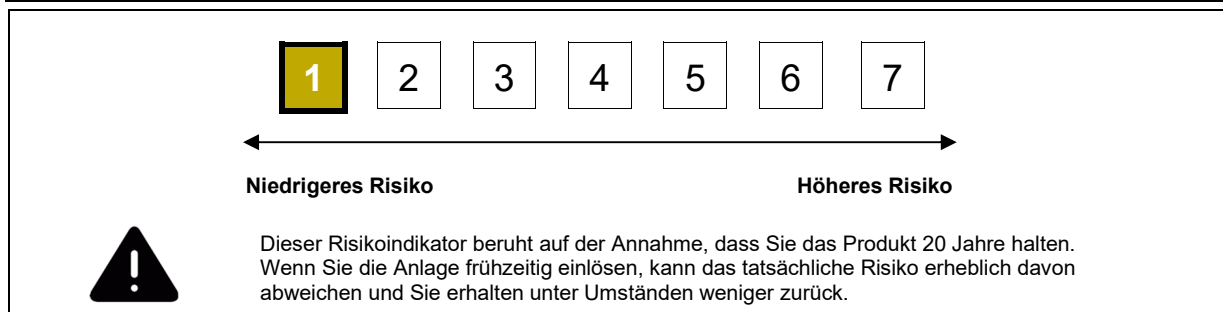 1 2 3 4 5 6 7
Niedrigeres Risiko Höheres Risiko
Dieser Risikoindikator beruht auf der Annahme, dass Sie das Produkt 20 Jahre halten.
Wenn Sie die Anlage frühzeitig einlösen, kann das tatsächliche Risiko erheblich davon
abweichen und Sie erhalten unter Umständen weniger zurück.